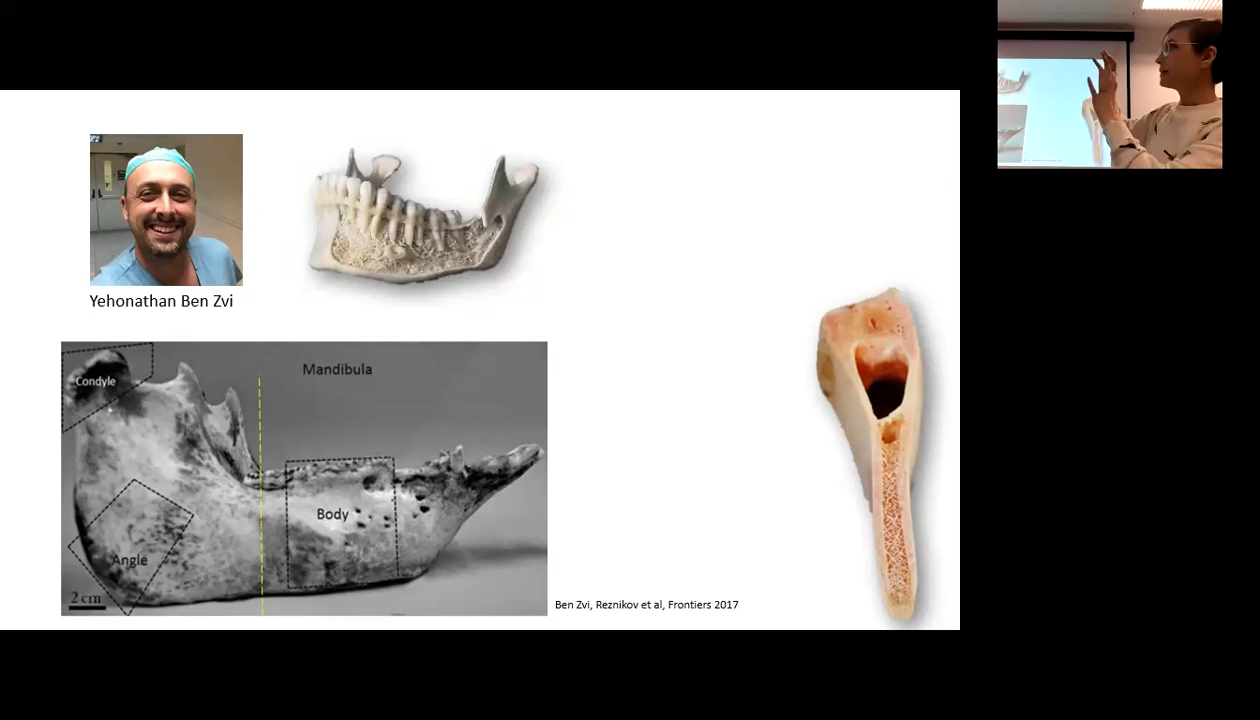 Yehonathan Ben Zvi
Mandibula
Condyle
Body
Angle
2 cm
Ben Zvi, Reznikov et al, Frontiers 2017